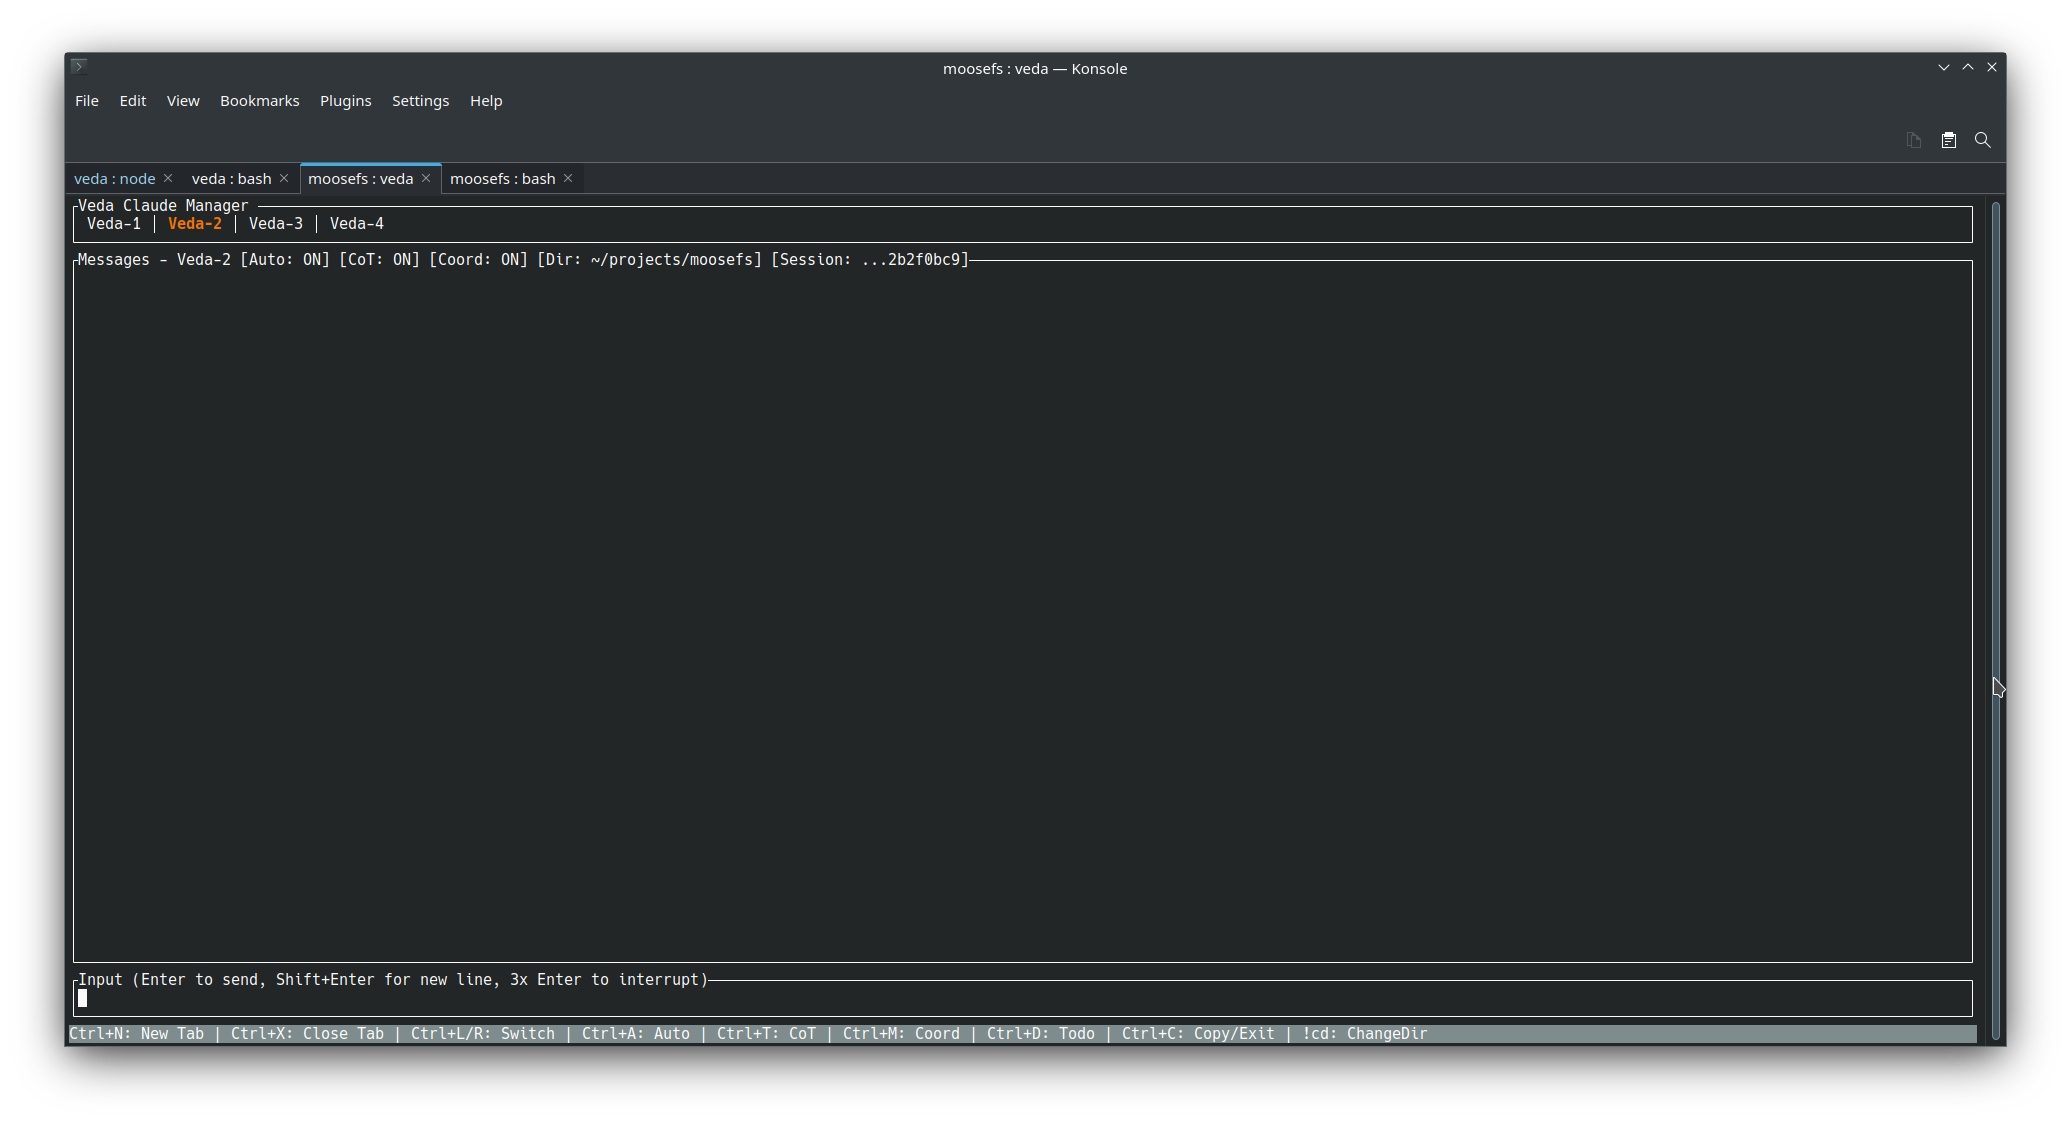 moosefs : veda — Konsole
File Edit View Bookmarks Plugins Settings Help
veda : node veda : bash moosefs : veda moosefs : bash
Veda Claude Manager
Veda-1 | Veda-2 | Veda-3 | Veda-4
Messages - Veda-2 [Auto: ON] [CoT: ON] [Coord: ON] [Dir: ~/projects/moosefs] [Session: ...2b2f0bc9]
Input (Enter to send, Shift+Enter for new line, 3x Enter to interrupt)
Ctrl+N: New Tab | Ctrl+X: Close Tab | Ctrl+L/R: Switch | Ctrl+A: Auto | Ctrl+T: CoT | Ctrl+M: Coord | Ctrl+D: Todo | Ctrl+C: Copy/Exit | !cd: ChangeDir